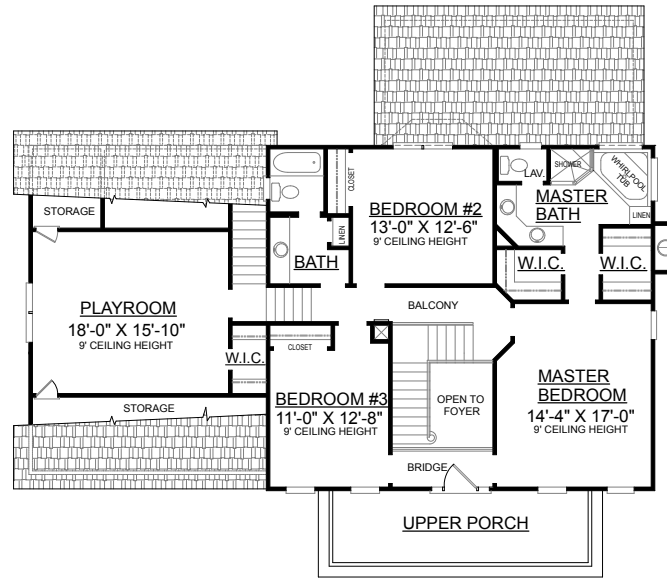 SHOWER
LAV.
WHIRLPOOL
TUB
CLOSET
MASTER
BATH
STORAGE
BEDROOM #2
13'-0" X 12'-6"
9' CEILING HEIGHT
LINEN
LINEN
BATH
W.I.C.
W.I.C.
PLAYROOM
18'-0" X 15'-10"
9' CEILING HEIGHT
BALCONY
W.I.C.
CLOSET
BEDROOM #3
11'-0" X 12'-8"
9' CEILING HEIGHT
OPEN TO
FOYER
MASTER
BEDROOM
14'-4" X 17'-0"
9' CEILING HEIGHT
STORAGE
BRIDGE
UPPER PORCH